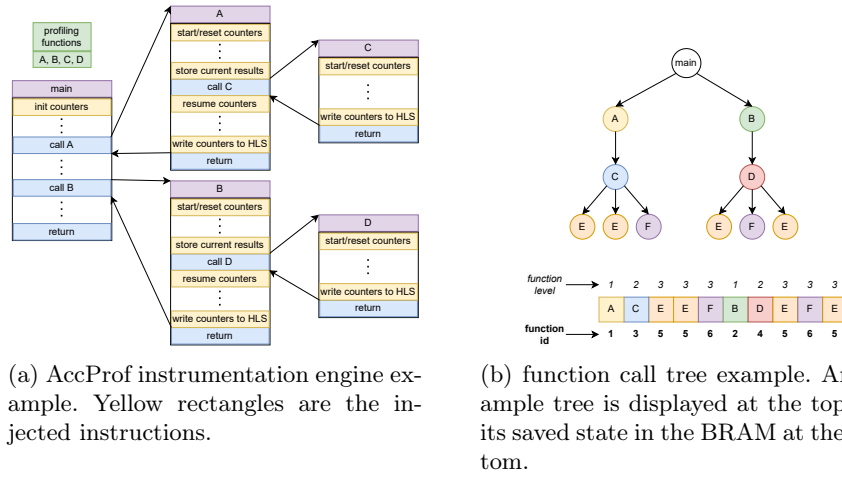 profiling
functions
A, B, C, D
main
init counters
call A
call B
return
A
start/reset counters
store current results
call C
resume counters
write counters to HLS
return
C
start/reset counters
write counters to HLS
return
B
start/reset counters
store current results
call D
resume counters
write counters to HLS
return
D
start/reset counters
write counters to HLS
return
(a) AccProf instrumentation engine ex-
ample. Yellow rectangles are the in-
jected instructions.
main
A B
C D
E E F E F E
function
level
1 2 3 3 3 1 2 3 3 3
A C E E F B D E F E
function
id
1 3 5 5 6 2 4 5 6 5
(b) function call tree example. An
ample tree is displayed at the top
its saved state in the BRAM at the
tom.